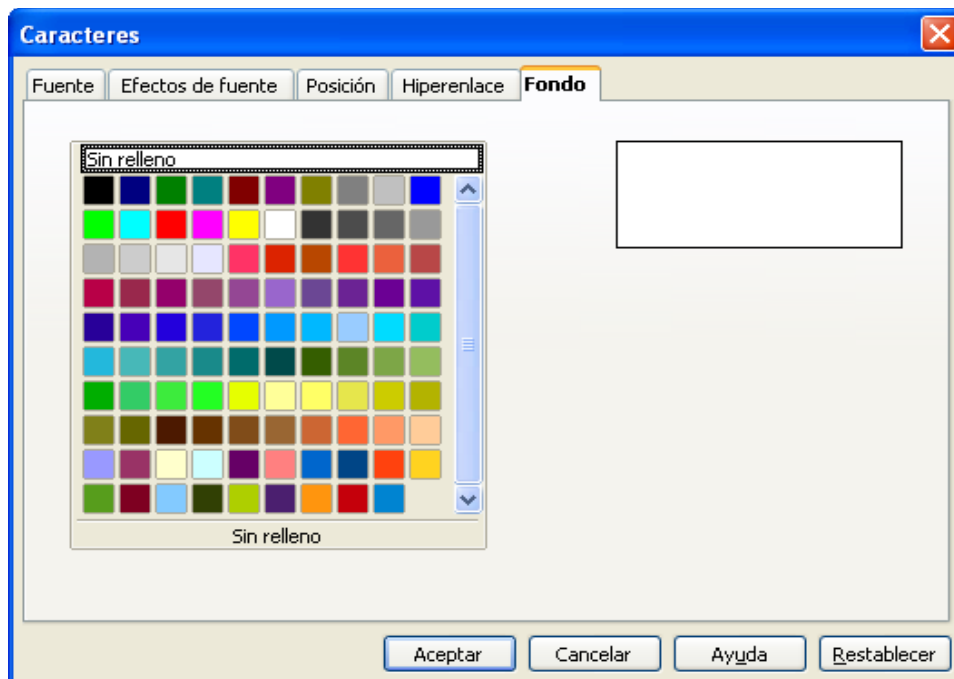 Caracteres
Fuente Efectos de fuente Posición Hiperenlace Fondo
Sin relleno
Sin relleno
Aceptar Cancelar Ayuda Restablecer